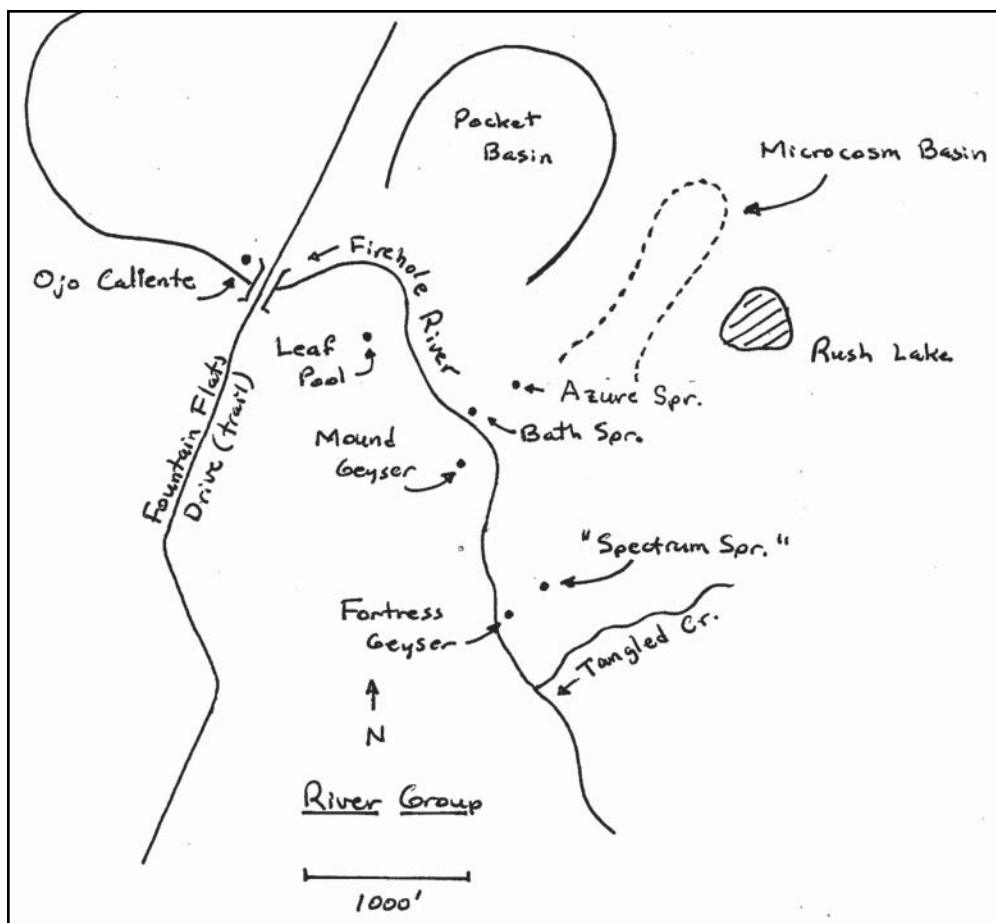 Pocket
Basin
Microcosm Basin
Firehole
River
Ojo Caliente
Leaf
Pool
Rush Lake
Azure Spr.
Bath Spr.
Mound
Geyser
Fountain Flats
Drive (trail)
"Spectrum Spr."
Fortress
Geyser
Tangled Cr.
N
River Group
1000'